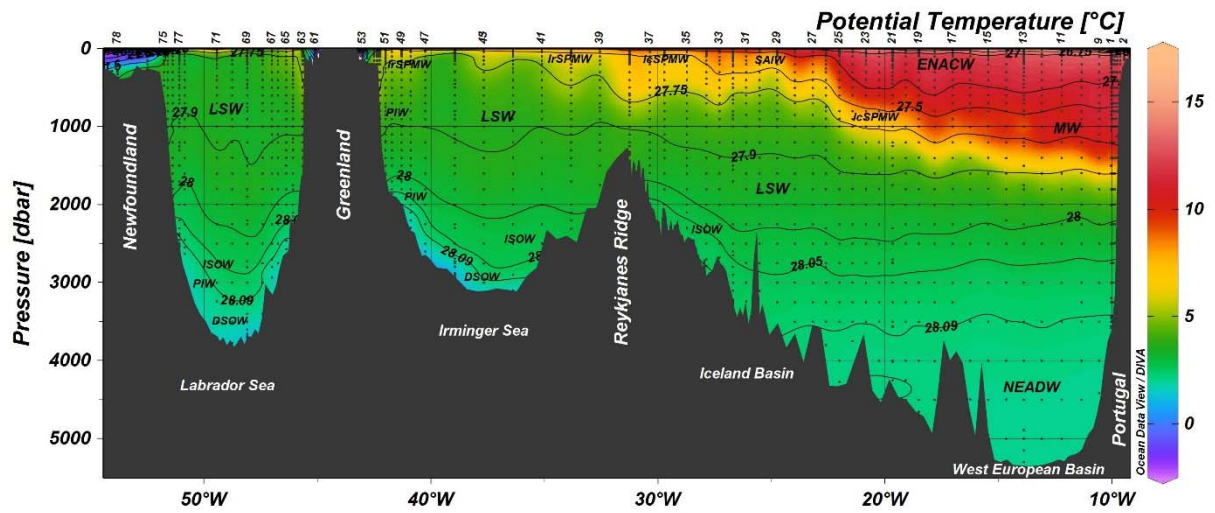 Potential Temperature [°C]
78 75 77 71 69 67 65 63 61 53 51 49 47 43 41 39 37 35 33 31 29 27 25 23 21 19 17 15 13 11 9 1 2
0
1000
2000
3000
4000
5000
Pressure [dbar]
27.75 IrSPMW IrSPMW IcSPMW SAIW ENACW 27 26.75
27.75 27.5 27
27.9 LSW PIW LSW IcSPMW MW
27.9
28 28 LSW
28 PIW ISOW 28
ISOW ISOW 28.05
PIW 28.09 DSOW 28
28.09
DSOW 28.09
NEADW
Newfoundland
Greenland
Reykjanes Ridge
Portugal
Labrador Sea
Irminger Sea
Iceland Basin
West European Basin
50°W 40°W 30°W 20°W 10°W
Ocean Data View / DIVA
15
10
5
0